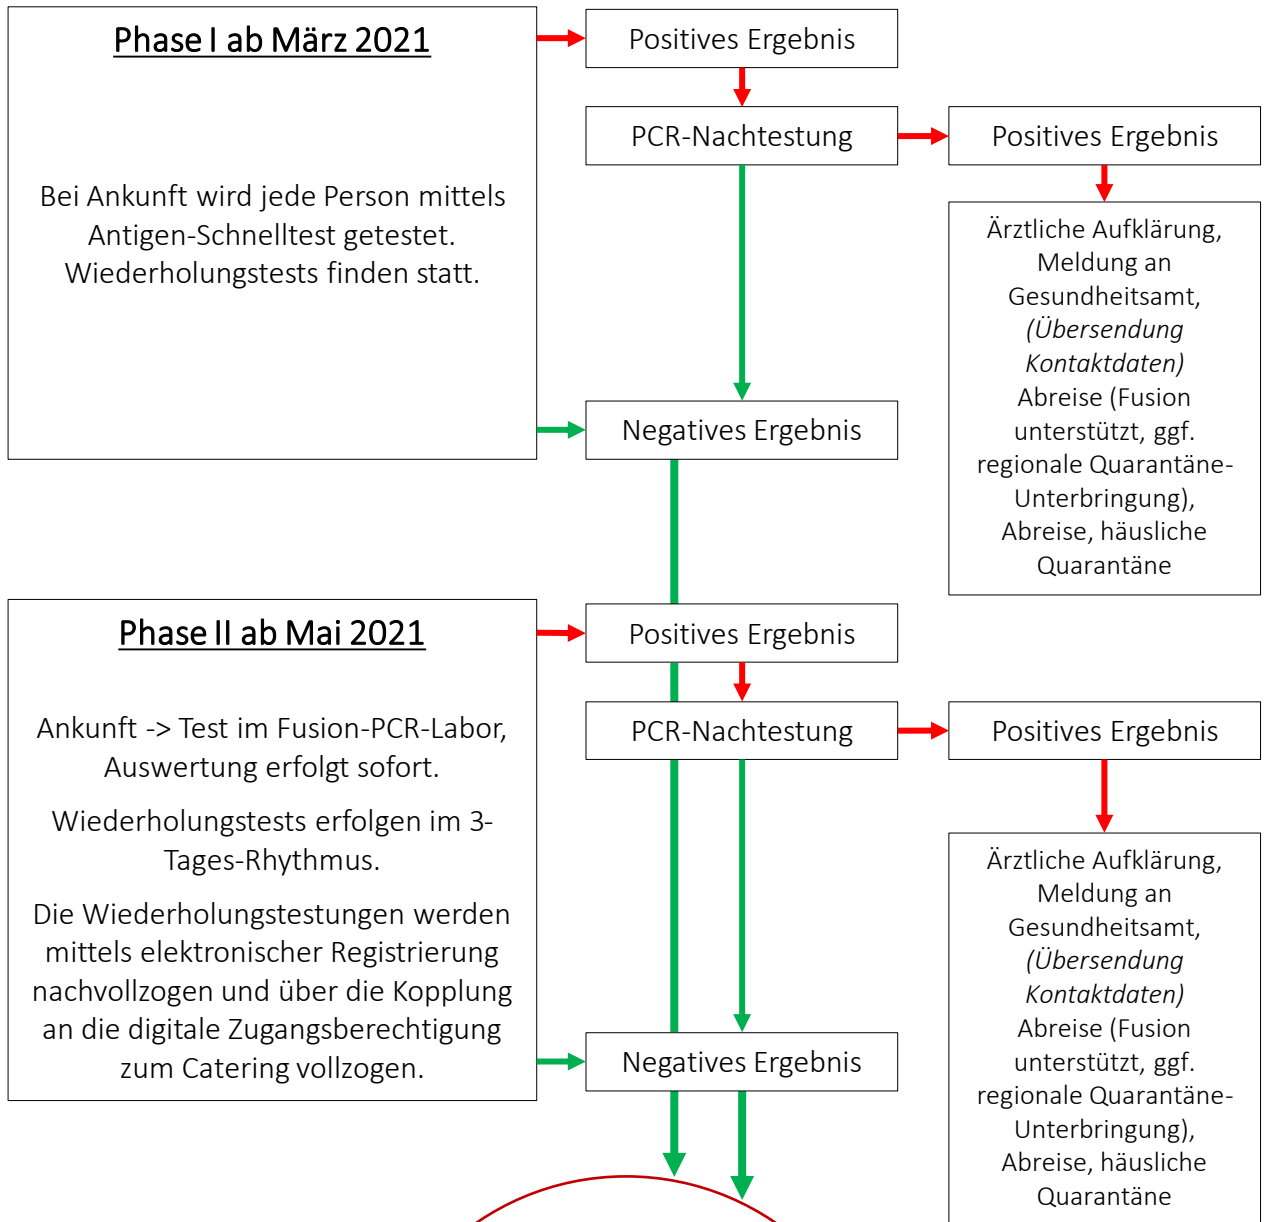 Phase I ab März 2021
Bei Ankunft wird jede Person mittels
Antigen-Schnelltest getestet.
Wiederholungstests finden statt.
Positives Ergebnis
PCR-Nachtestung
Positives Ergebnis
Ärztliche Aufklärung,
Meldung an
Gesundheitsamt,
(Übersendung
Kontaktdaten)
Abreise (Fusion
unterstützt, ggf.
regionale Quarantäne-
Unterbringung),
Abreise, häusliche
Quarantäne
Negatives Ergebnis
Phase II ab Mai 2021
Ankunft -> Test im Fusion-PCR-Labor,
Auswertung erfolgt sofort.
Wiederholungstests erfolgen im 3-
Tages-Rhythmus.
Die Wiederholungstestungen werden
mittels elektronischer Registrierung
nachvollzogen und über die Kopplung
an die digitale Zugangsberechtigung
zum Catering vollzogen.
Positives Ergebnis
PCR-Nachtestung
Positives Ergebnis
Ärztliche Aufklärung,
Meldung an
Gesundheitsamt,
(Übersendung
Kontaktdaten)
Abreise (Fusion
unterstützt, ggf.
regionale Quarantäne-
Unterbringung),
Abreise, häusliche
Quarantäne
Negatives Ergebnis